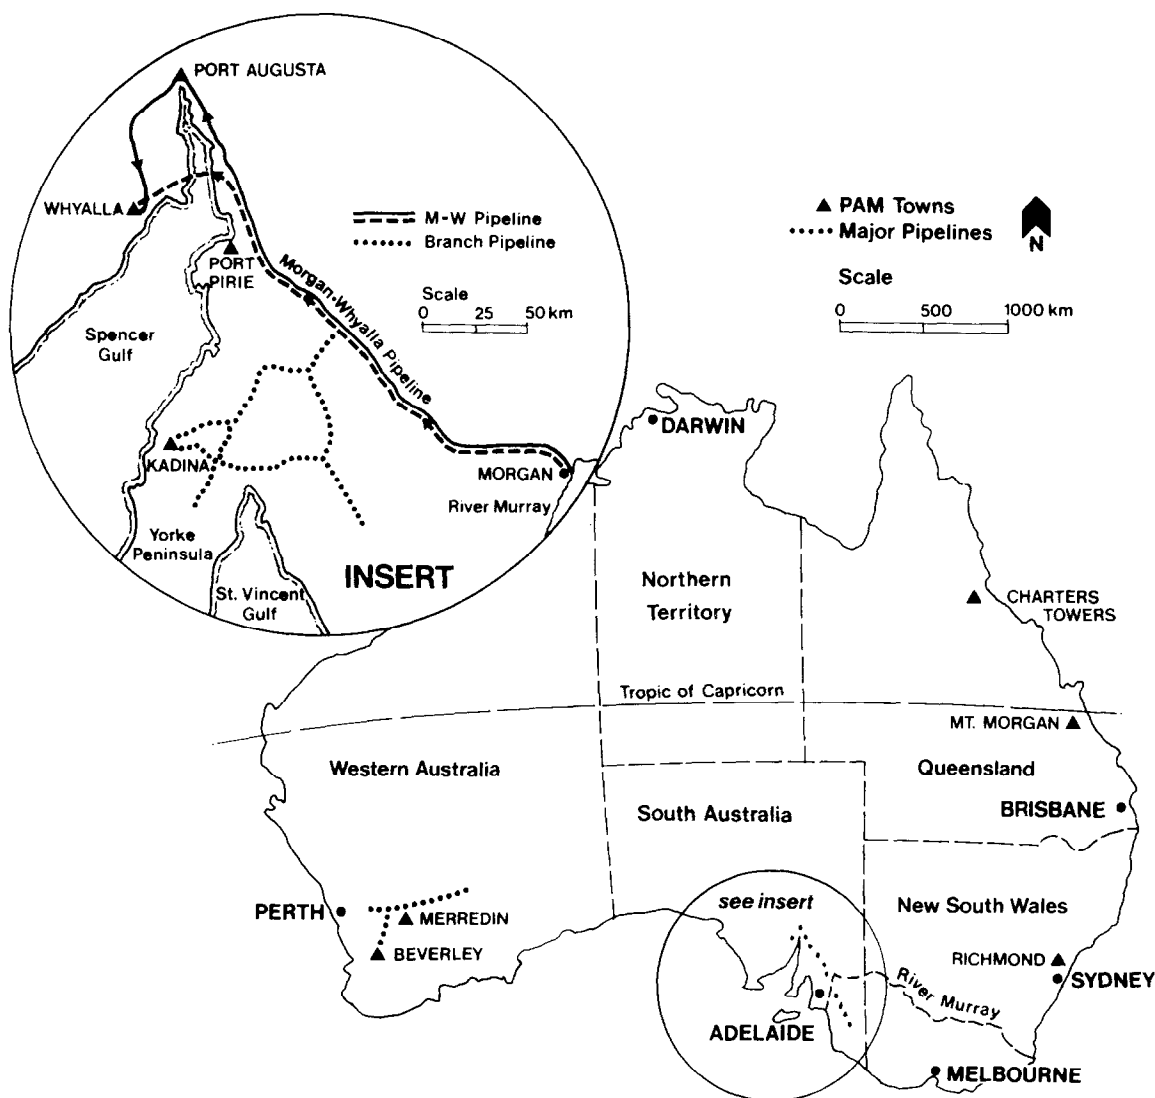 PORT AUGUSTA
WHYALLA
PORT
PIRIE
M-W Pipeline
Branch Pipeline
Scale
0 25 50 km
Morgan-Whyalla Pipeline
Spencer
Gulf
KADINA
MORGAN
River Murray
Yorke
Peninsula
INSERT
St. Vincent
Gulf
PAM Towns
Major Pipelines
N
Scale
0 500 1000 km
DARWIN
Northern
Territory
CHARTERS
TOWERS
Tropic of Capricorn
MT. MORGAN
Western Australia
Queensland
South Australia
BRISBANE
PERTH
MERREDIN
BEVERLEY
see insert
New South Wales
RICHMOND
SYDNEY
River Murray
ADELAIDE
MELBOURNE